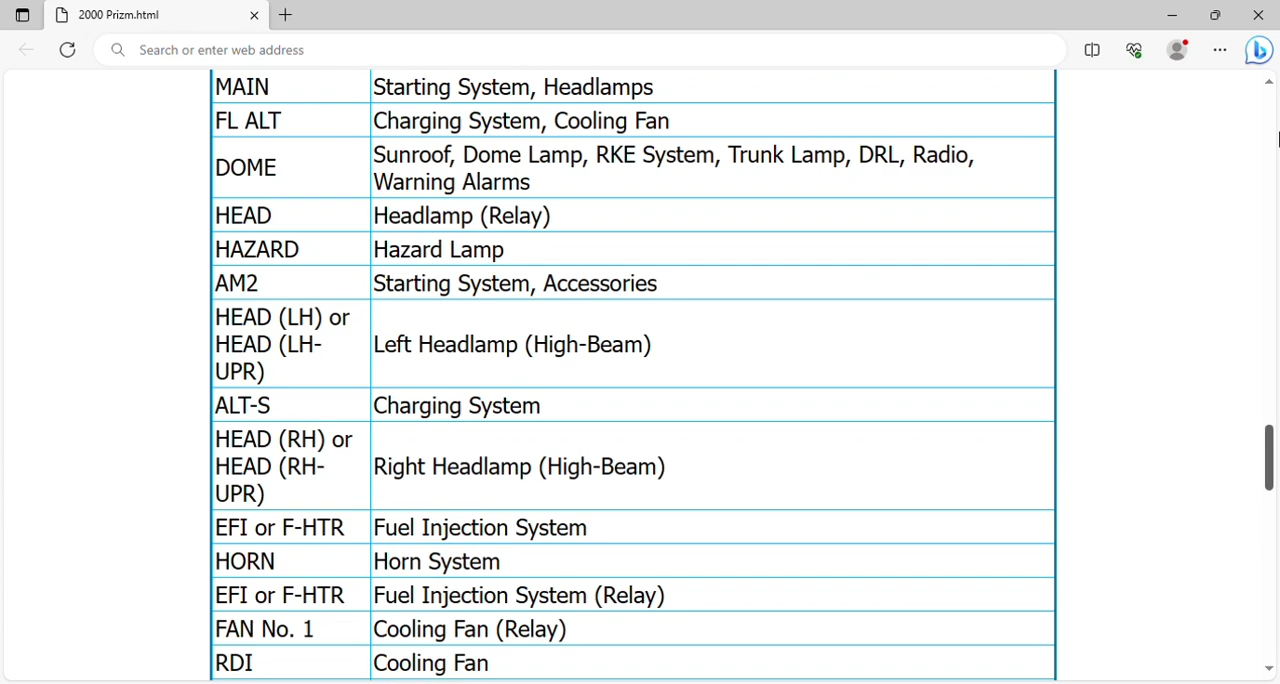 2000 Prizm.html
Search or enter web address
MAIN Starting System, Headlamps
FL ALT Charging System, Cooling Fan
DOME Sunroof, Dome Lamp, RKE System, Trunk Lamp, DRL, Radio,
Warning Alarms
HEAD Headlamp (Relay)
HAZARD Hazard Lamp
AM2 Starting System, Accessories
HEAD (LH) or
HEAD (LH-
UPR)
Left Headlamp (High-Beam)
ALT-S Charging System
HEAD (RH) or
HEAD (RH-
UPR)
Right Headlamp (High-Beam)
EFI or F-HTR Fuel Injection System
HORN Horn System
EFI or F-HTR Fuel Injection System (Relay)
FAN No. 1 Cooling Fan (Relay)
RDI Cooling Fan